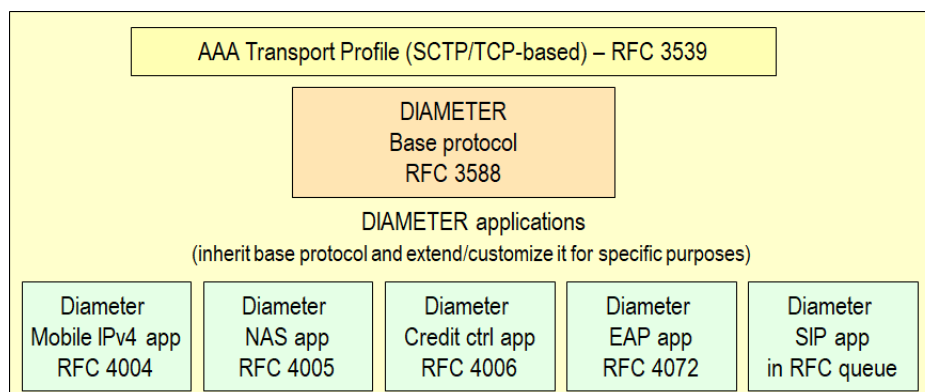 AAA Transport Profile (SCTP/TCP-based) – RFC 3539
DIAMETER
Base protocol
RFC 3588
DIAMETER applications
(inherit base protocol and extend/customize it for specific purposes)
Diameter
Mobile IPv4 app
RFC 4004
Diameter
NAS app
RFC 4005
Diameter
Credit ctrl app
RFC 4006
Diameter
EAP app
RFC 4072
Diameter
SIP app
in RFC queue